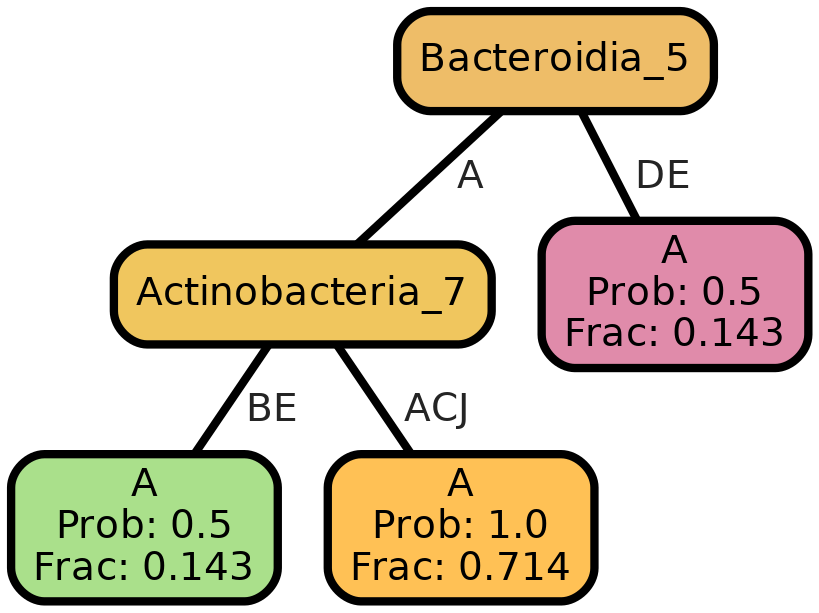 Bacteroidia_5
A
DE
Actinobacteria_7
A
Prob: 0.5
Frac: 0.143
BE
ACJ
A
Prob: 0.5
Frac: 0.143
A
Prob: 1.0
Frac: 0.714